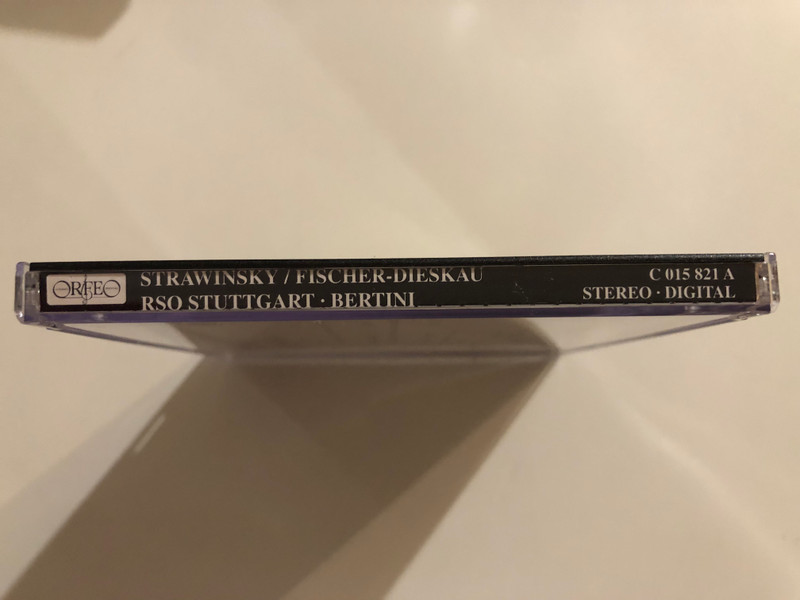 ORFEO
STRAWINSKY / FISCHER-DIESKAU
RSO STUTTGART · BERTINI
C 015 821 A
STEREO · DIGITAL